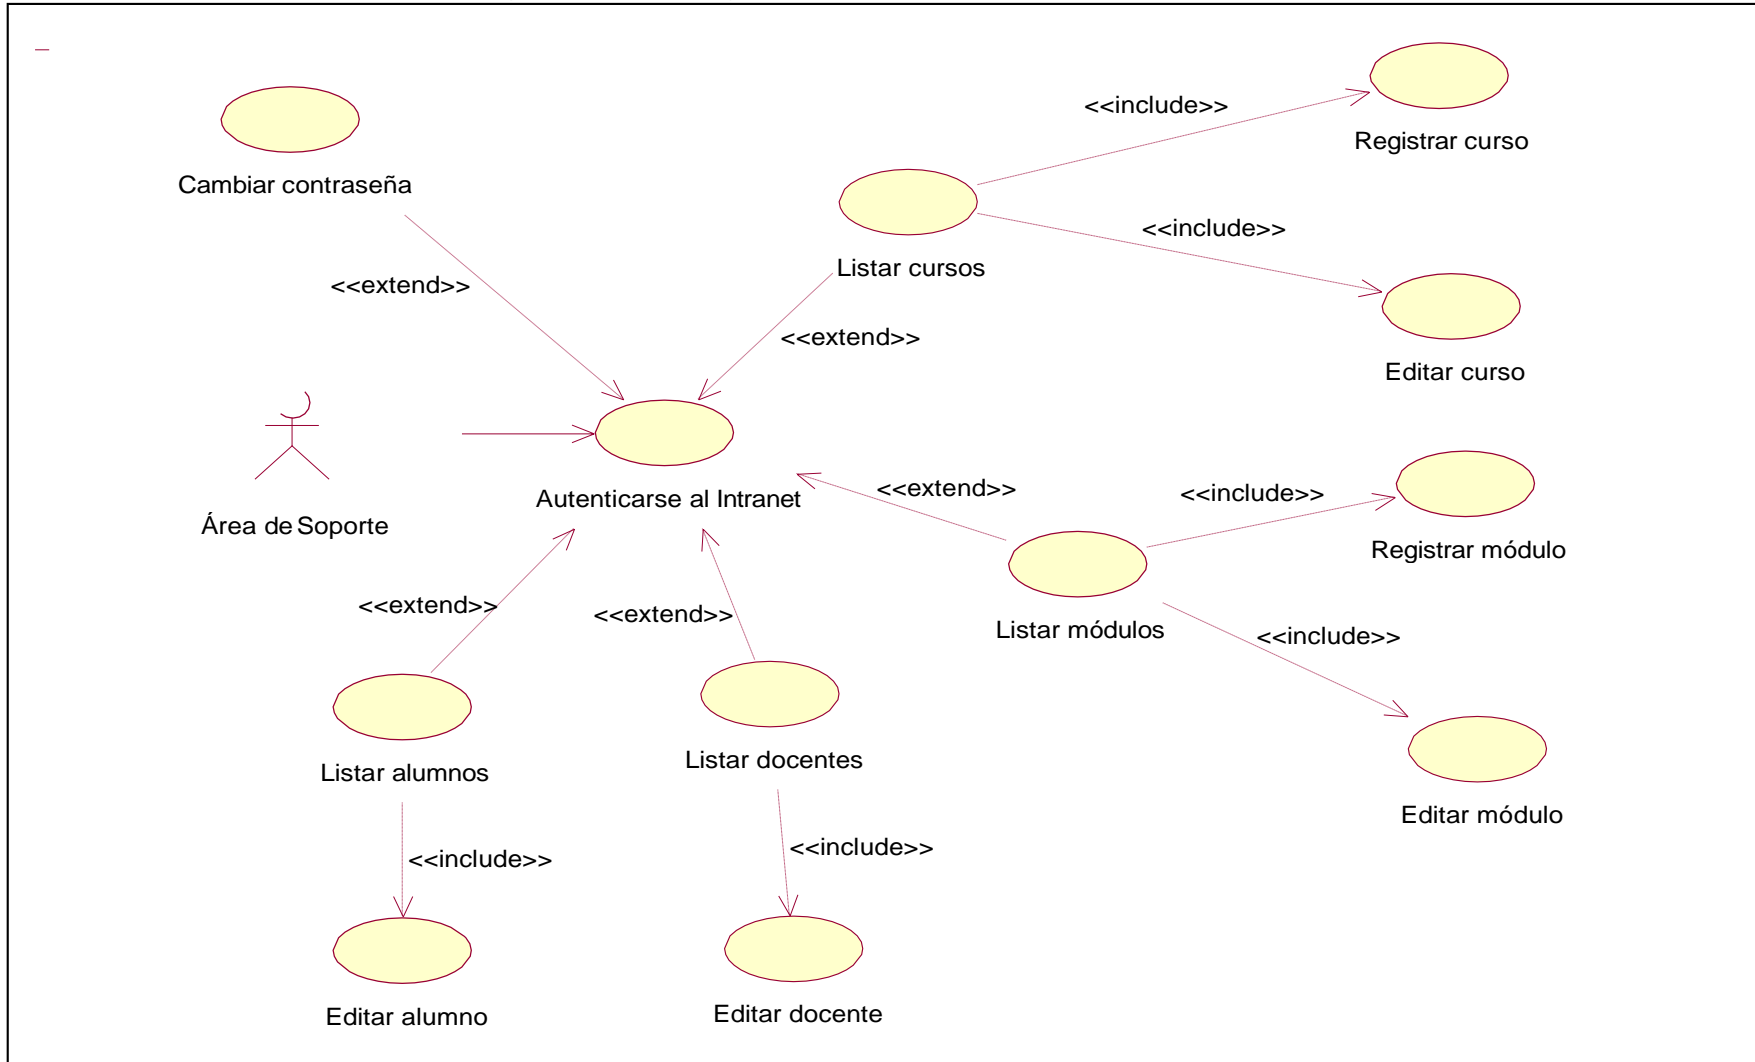 <<include>>
Registrar curso
Cambiar contraseña
<<include>>
Listar cursos
<<extend>>
<<extend>>
Editar curso
Autenticarse al Intranet
<<extend>>
<<include>>
Área de Soporte
Registrar módulo
<<extend>>
<<extend>>
Listar módulos
<<include>>
Listar alumnos
Listar docentes
Editar módulo
<<include>>
<<include>>
Editar alumno
Editar docente